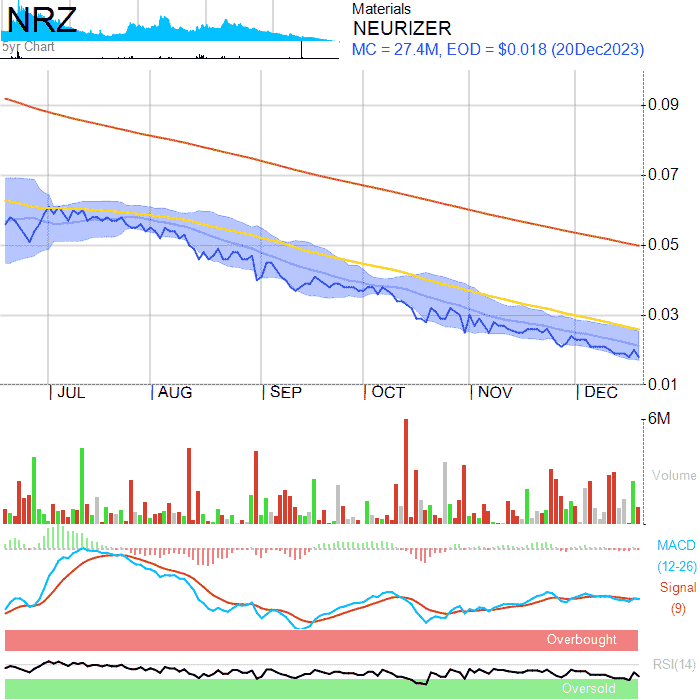 NRZ
5yr Chart
Materials
NEURIZER
MC = 27.4M, EOD = $0.018 (20Dec2023)
0.09
0.07
0.05
0.03
0.01
JUL AUG SEP OCT NOV DEC
6M
Volume
MACD
(12-26)
Signal
(9)
Overbought
RSI(14)
Oversold